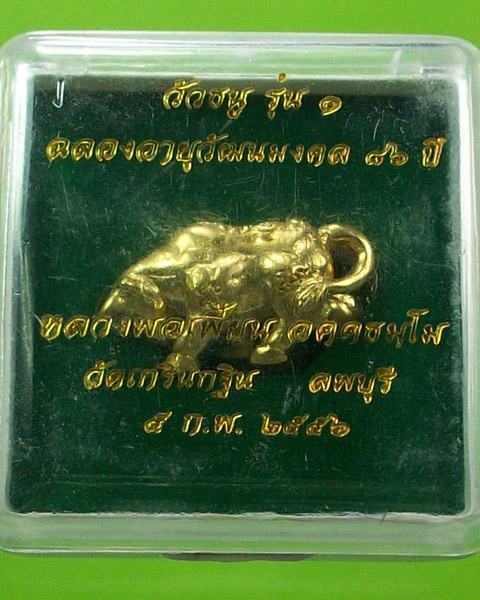 วัวชนู รุ่น ๑
ฉลองอายุวัฒนมงคล ๘๖ ปี
หลวงพ่อเพี้ยน อคฺคธมฺโม
วัดเกริ่นกฐิน ลพบุรี
๕ ก.พ. ๒๕๕๖